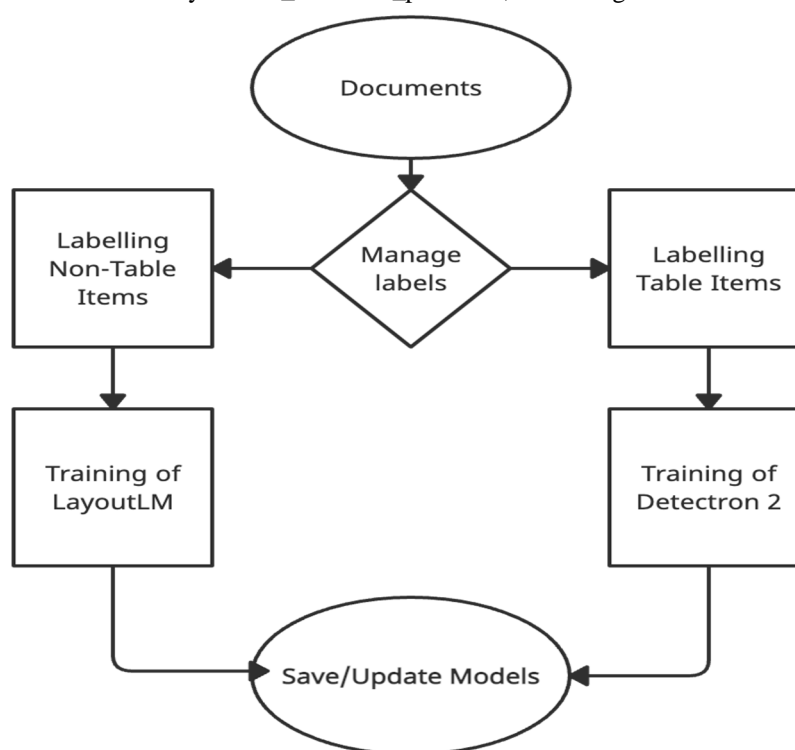 Documents
Manage
labels
Labelling
Non-Table
Items
Labelling
Table Items
Training of
LayoutLM
Training of
Detectron 2
Save/Update Models